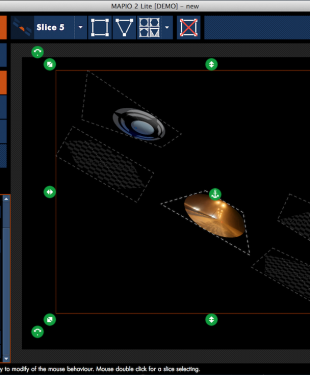 MAPIO 2 Lite [DEMO] - new
Slice 5
y to modify of the mouse behaviour. Mouse double click for a slice selecting.